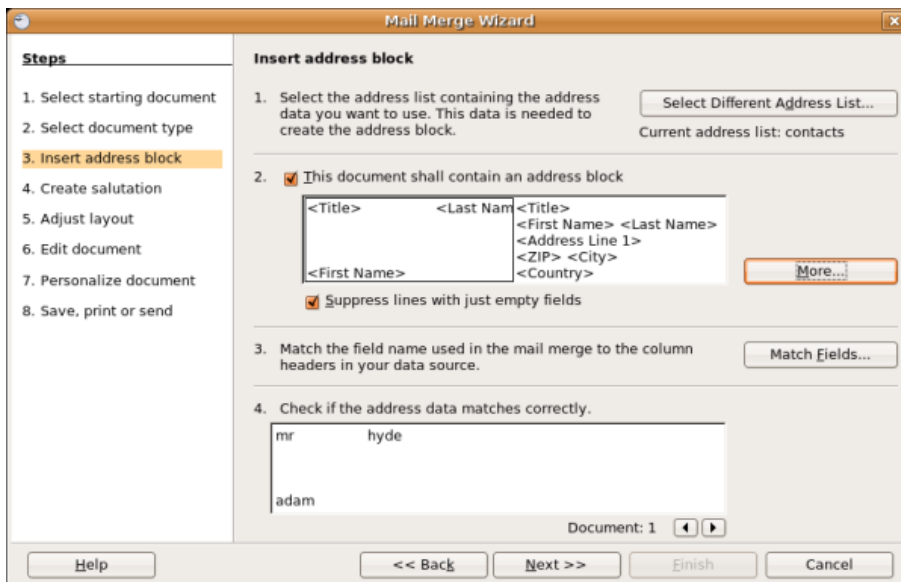 Mail Merge Wizard
Steps
1. Select starting document
2. Select document type
3. Insert address block
4. Create salutation
5. Adjust layout
6. Edit document
7. Personalize document
8. Save, print or send
Insert address block
1. Select the address list containing the address
data you want to use. This data is needed to
create the address block.
Select Different Address List...
Current address list: contacts
2. This document shall contain an address block
<Title> <Last Nam
<First Name>
<Title>
<First Name> <Last Name>
<Address Line 1>
<ZIP> <City>
<Country>
More...
Suppress lines with just empty fields
3. Match the field name used in the mail merge to the column
headers in your data source.
Match Fields...
4. Check if the address data matches correctly.
mr hyde
adam
Document: 1
Help
<< Back
Next >>
Finish
Cancel